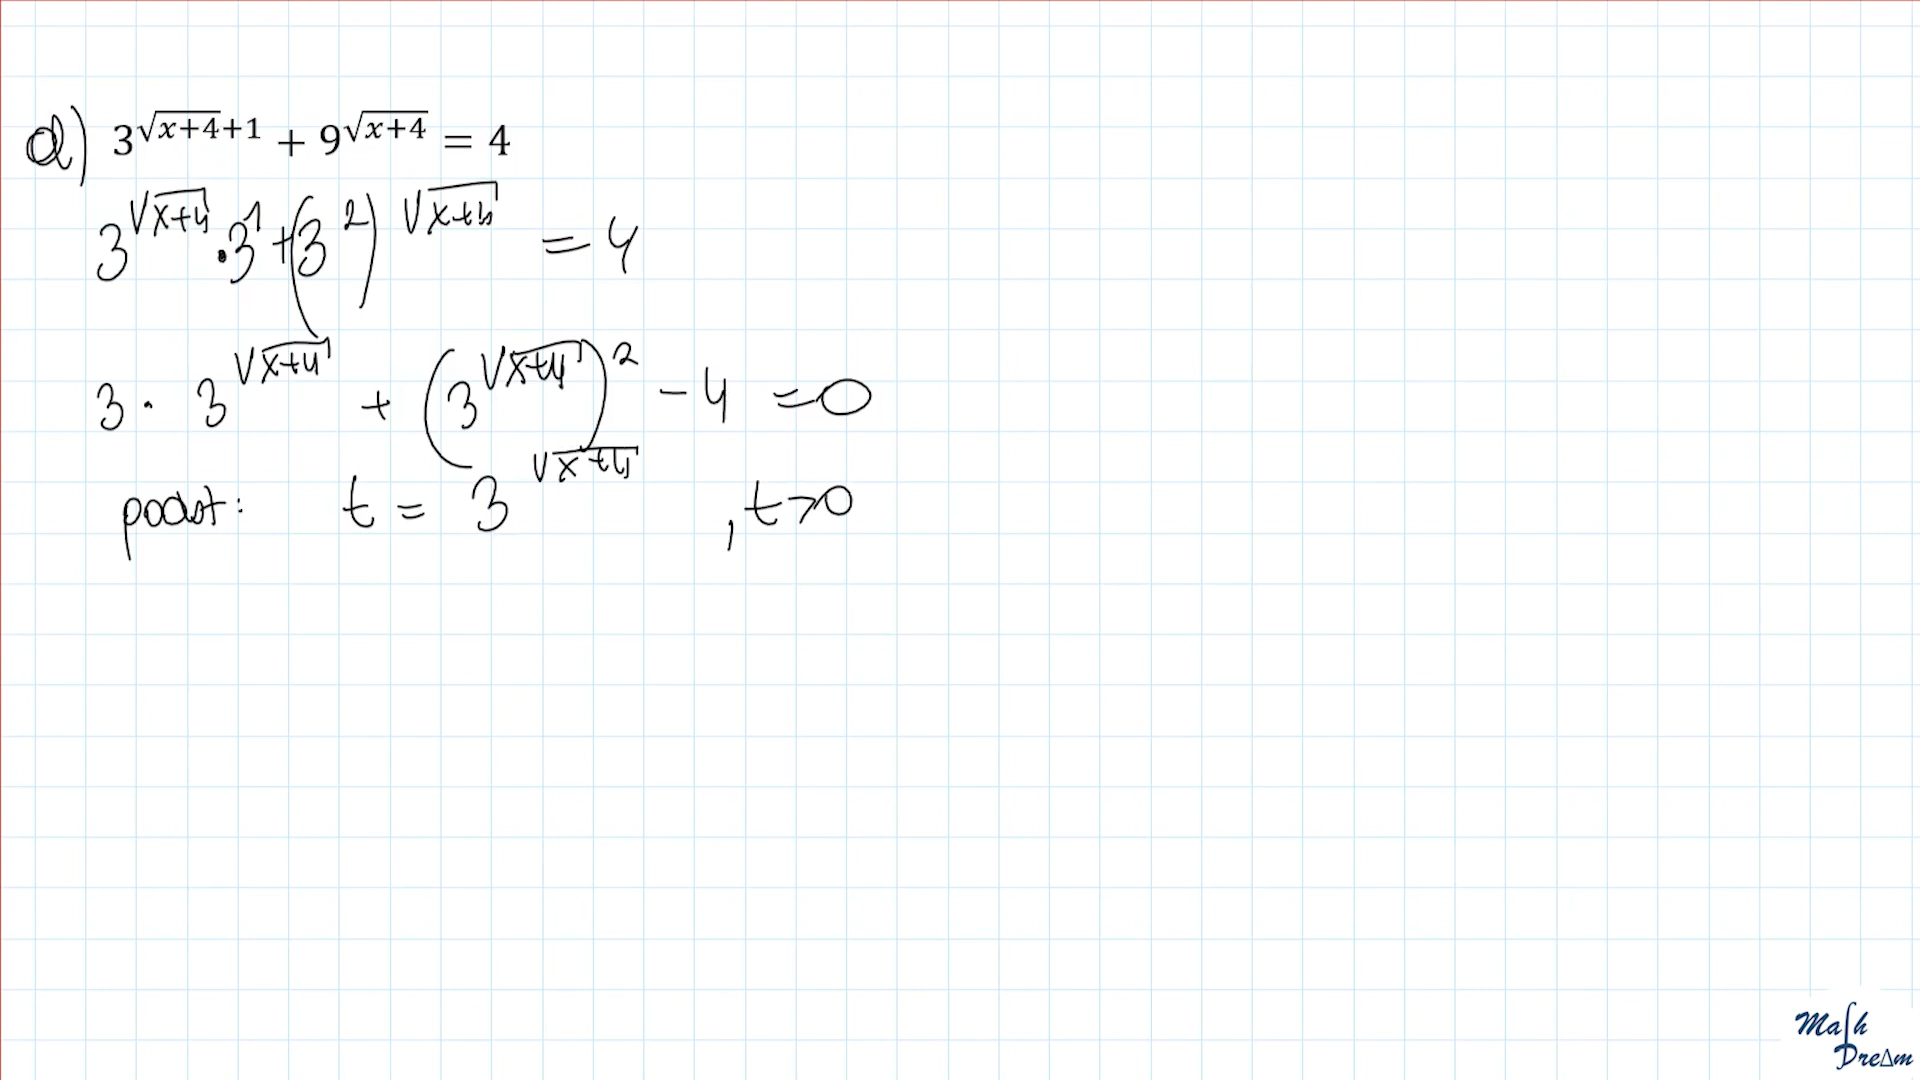 d) 3^{√(x+4)+1} + 9^{√(x+4)} = 4
3^{√(x+4)} · 3^1 + (3^2)^{√(x+4)} = 4
3 · 3^{√(x+4)} + (3^{√(x+4)})^2 - 4 = 0
podst: t = 3^{√(x+4)} , t>0
Math
Dream